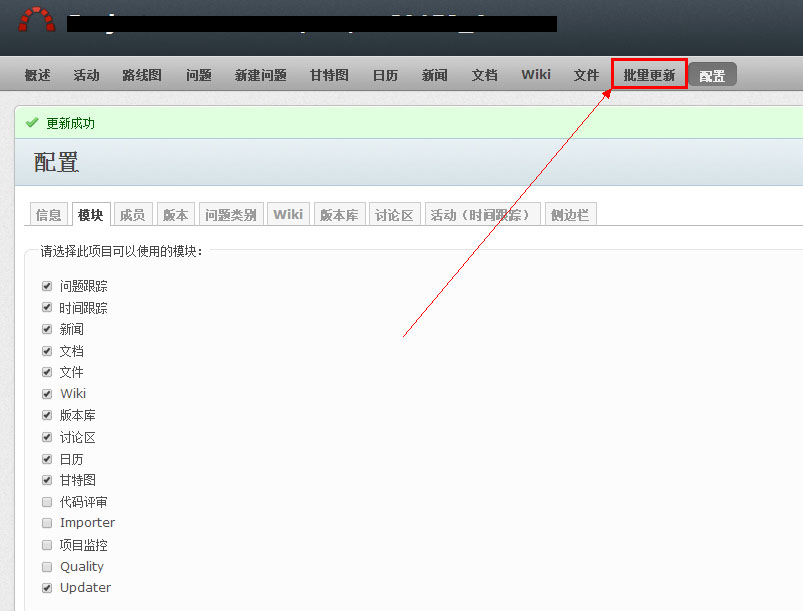 概述 活动 路线图 问题 新建问题 甘特图 日历 新闻 文档 Wiki 文件 批里更新 配置
更新成功
配置
信息 模块 成员 版本 问题类别 Wiki 版本库 讨论区 活动（时间跟踪） 侧边栏
请选择此项目可以使用的模块：
问题跟踪
时间跟踪
新闻
文档
文件
Wiki
版本库
讨论区
日历
甘特图
代码评审
Importer
项目监控
Quality
Updater